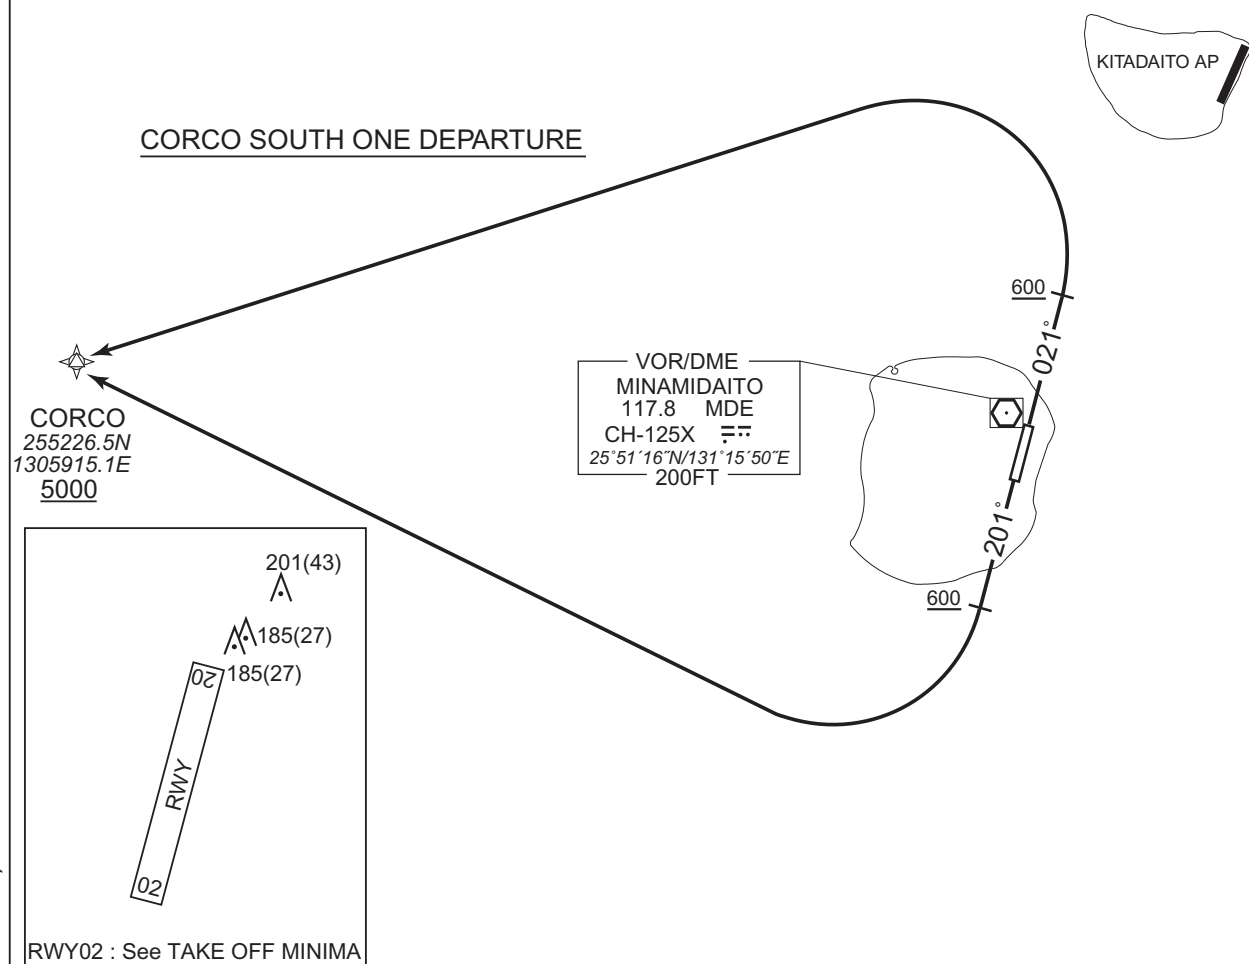 KITADAITO AP
CORCO SOUTH ONE DEPARTURE
600
021°
VOR/DME
MINAMIDAITO
117.8 MDE
CH-125X
25°51´16˝N/131°15´50˝E
200FT
CORCO
255226.5N
1305915.1E
5000
201°
600
201(43)
185(27)
185(27)
20
RWY
02
RWY02 : See TAKE OFF MINIMA